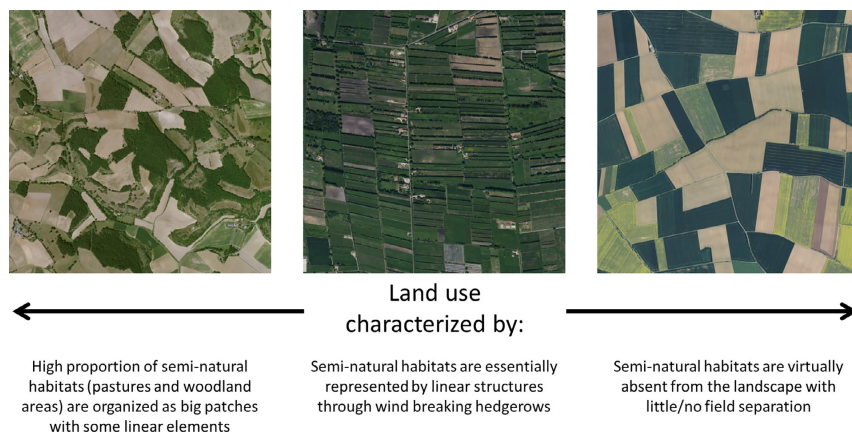 Land use
characterized by:
High proportion of semi-natural
habitats (pastures and woodland
areas) are organized as big patches
with some linear elements
Semi-natural habitats are essentially
represented by linear structures
through wind breaking hedgerows
Semi-natural habitats are virtually
absent from the landscape with
little/no field separation